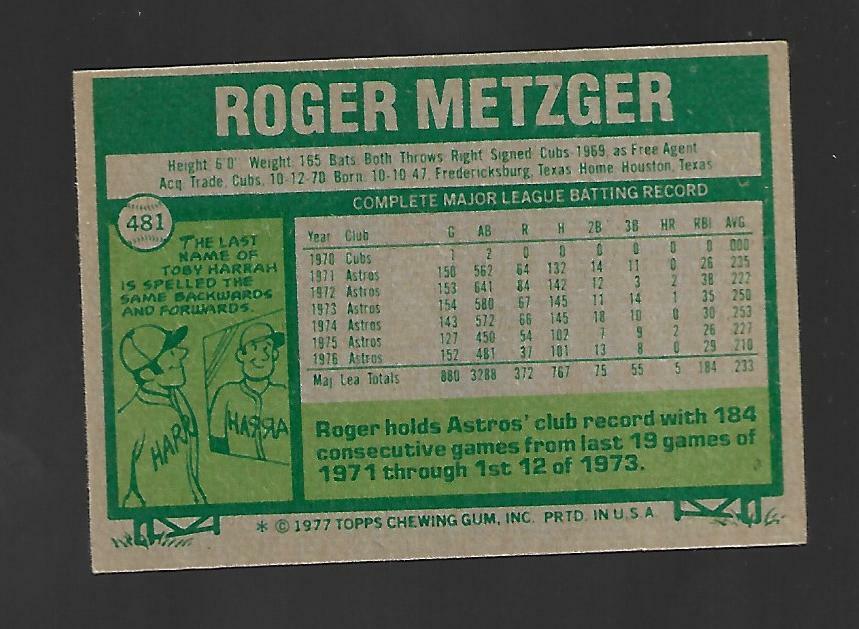 ROGER METZGER
Height 6'0" Weight 165 Bats Both Throws Right Signed Cubs 1969, as Free Agent
Acq Trade, Cubs, 10-12-70 Born 10-10-47, Fredericksburg, Texas Home Houston, Texas
481
COMPLETE MAJOR LEAGUE BATTING RECORD
THE LAST
NAME OF
TOBY HARRAH
IS SPELLED THE
SAME BACKWARDS
AND FORWARDS.
HARR
HARRA
Year Club G AB R H 2B 3B HR RBI AVG
1970 Cubs 1 2 0 0 0 0 0 0 000
1971 Astros 150 562 64 132 14 11 0 26 235
1972 Astros 153 641 84 142 12 3 2 38 222
1973 Astros 154 580 67 145 11 14 1 35 250
1974 Astros 143 572 66 145 18 10 0 30 253
1975 Astros 127 450 54 102 7 9 2 26 227
1976 Astros 152 481 37 101 13 8 0 29 210
Maj Lea Totals 880 3288 372 767 75 55 5 184 233
Roger holds Astros' club record with 184
consecutive games from last 19 games of
1971 through 1st 12 of 1973.
* © 1977 TOPPS CHEWING GUM, INC. PRTD. IN U.S.A.